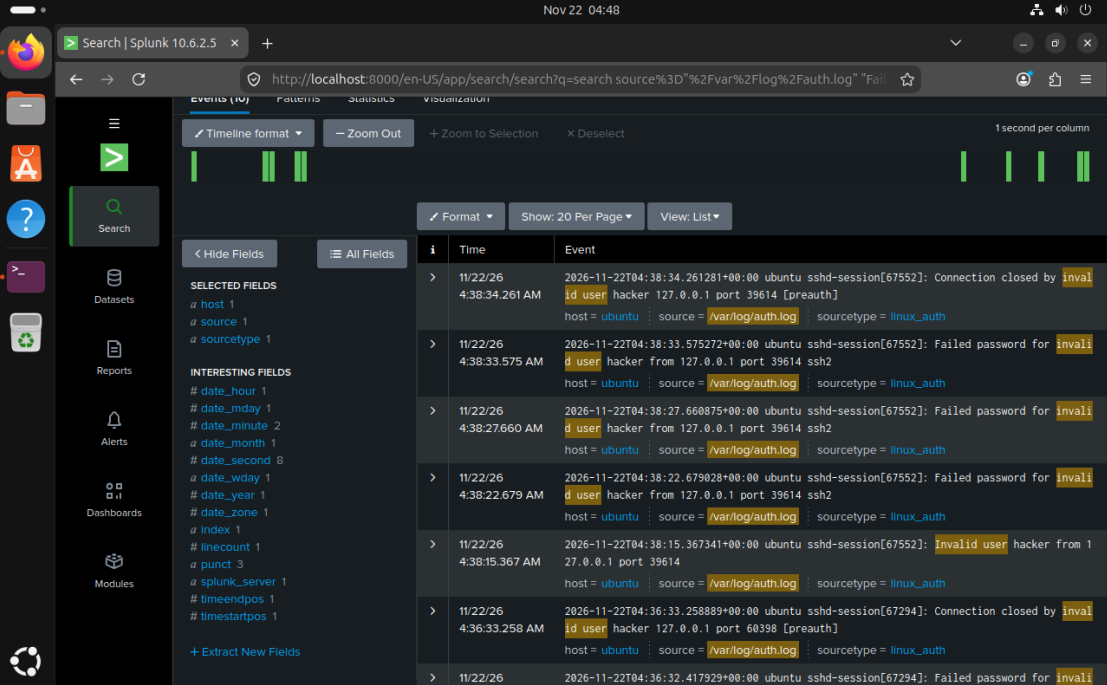 Nov 22 04:48
Search | Splunk 10.6.2.5
http://localhost:8000/en-US/app/search/search?q=search source%3D"%2Fvar%2Flog%2Fauth.log" "Fai
Events (10) Patterns Statistics Visualization
Timeline format Zoom Out Zoom to Selection Deselect 1 second per column
Search
Datasets
Reports
Alerts
Dashboards
Modules
Format Show: 20 Per Page View: List
Hide Fields All Fields
SELECTED FIELDS
a host 1
a source 1
a sourcetype 1
INTERESTING FIELDS
# date_hour 1
# date_mday 1
# date_minute 2
a date_month 1
# date_second 8
a date_wday 1
# date_year 1
# date_zone 1
a index 1
# linecount 1
a punct 3
a splunk_server 1
# timeendpos 1
# timestartpos 1
+ Extract New Fields
i Time Event
11/22/26
4:38:34.261 AM
2026-11-22T04:38:34.261281+00:00 ubuntu sshd-session[67552]: Connection closed by inval
id user hacker 127.0.0.1 port 39614 [preauth]
host = ubuntu source = /var/log/auth.log sourcetype = linux_auth
11/22/26
4:38:33.575 AM
2026-11-22T04:38:33.575272+00:00 ubuntu sshd-session[67552]: Failed password for invali
d user hacker from 127.0.0.1 port 39614 ssh2
host = ubuntu source = /var/log/auth.log sourcetype = linux_auth
11/22/26
4:38:27.660 AM
2026-11-22T04:38:27.660875+00:00 ubuntu sshd-session[67552]: Failed password for invali
d user hacker from 127.0.0.1 port 39614 ssh2
host = ubuntu source = /var/log/auth.log sourcetype = linux_auth
11/22/26
4:38:22.679 AM
2026-11-22T04:38:22.679028+00:00 ubuntu sshd-session[67552]: Failed password for invali
d user hacker from 127.0.0.1 port 39614 ssh2
host = ubuntu source = /var/log/auth.log sourcetype = linux_auth
11/22/26
4:38:15.367 AM
2026-11-22T04:38:15.367341+00:00 ubuntu sshd-session[67552]: Invalid user hacker from 1
27.0.0.1 port 39614
host = ubuntu source = /var/log/auth.log sourcetype = linux_auth
11/22/26
4:36:33.258 AM
2026-11-22T04:36:33.258889+00:00 ubuntu sshd-session[67294]: Connection closed by inval
id user hacker 127.0.0.1 port 60398 [preauth]
host = ubuntu source = /var/log/auth.log sourcetype = linux_auth
11/22/26
2026-11-22T04:36:32.417929+00:00 ubuntu sshd-session[67294]: Failed password for invali